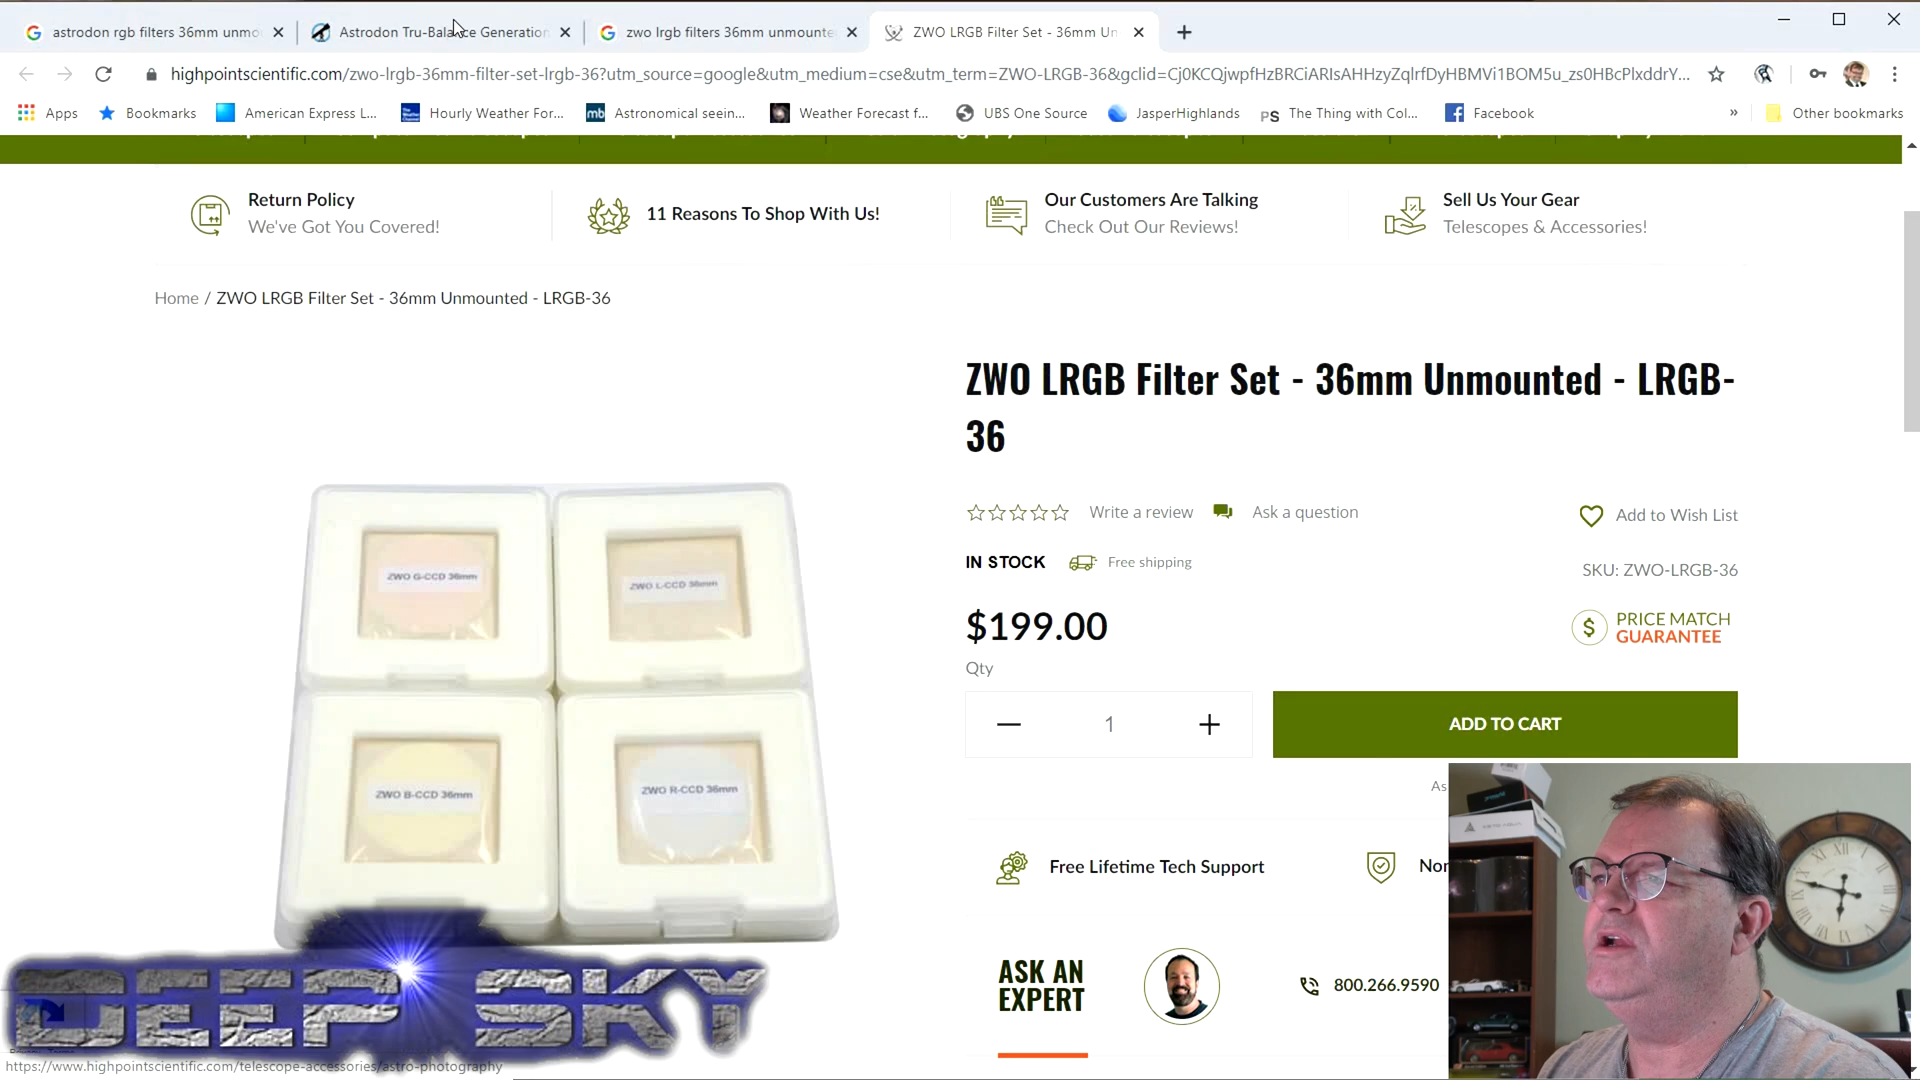 astrodon rgb filters 36mm unmo
Astrodon Tru-Balance Generation
zwo lrgb filters 36mm unmounte
ZWO LRGB Filter Set - 36mm Un
highpointscientific.com/zwo-lrgb-36mm-filter-set-lrgb-36?utm_source=google&utm_medium=cse&utm_term=ZWO-LRGB-36&gclid=Cj0KCQjwpfHzBRCiARIsAHHzyZqlrfDyHBMVi1BOM5u_zs0HBcPlxddrY...
Apps
Bookmarks
American Express L...
Hourly Weather For...
mb Astronomical seein...
Weather Forecast f...
UBS One Source
JasperHighlands
PS The Thing with Col...
Facebook
»
Other bookmarks
Return Policy
We've Got You Covered!
11 Reasons To Shop With Us!
Our Customers Are Talking
Check Out Our Reviews!
Sell Us Your Gear
Telescopes & Accessories!
Home / ZWO LRGB Filter Set - 36mm Unmounted - LRGB-36
ZWO LRGB Filter Set - 36mm Unmounted - LRGB-
36
Write a review
Ask a question
Add to Wish List
IN STOCK
Free shipping
SKU: ZWO-LRGB-36
$199.00
PRICE MATCH
GUARANTEE
Qty
1
ADD TO CART
As
ZWO G-CCD 36mm
ZWO L-CCD 36mm
ZWO B-CCD 36mm
ZWO R-CCD 36mm
Free Lifetime Tech Support
Non
ASK AN
EXPERT
800.266.9590
DEEP SKY
https://www.highpointscientific.com/telescope-accessories/astro-photography